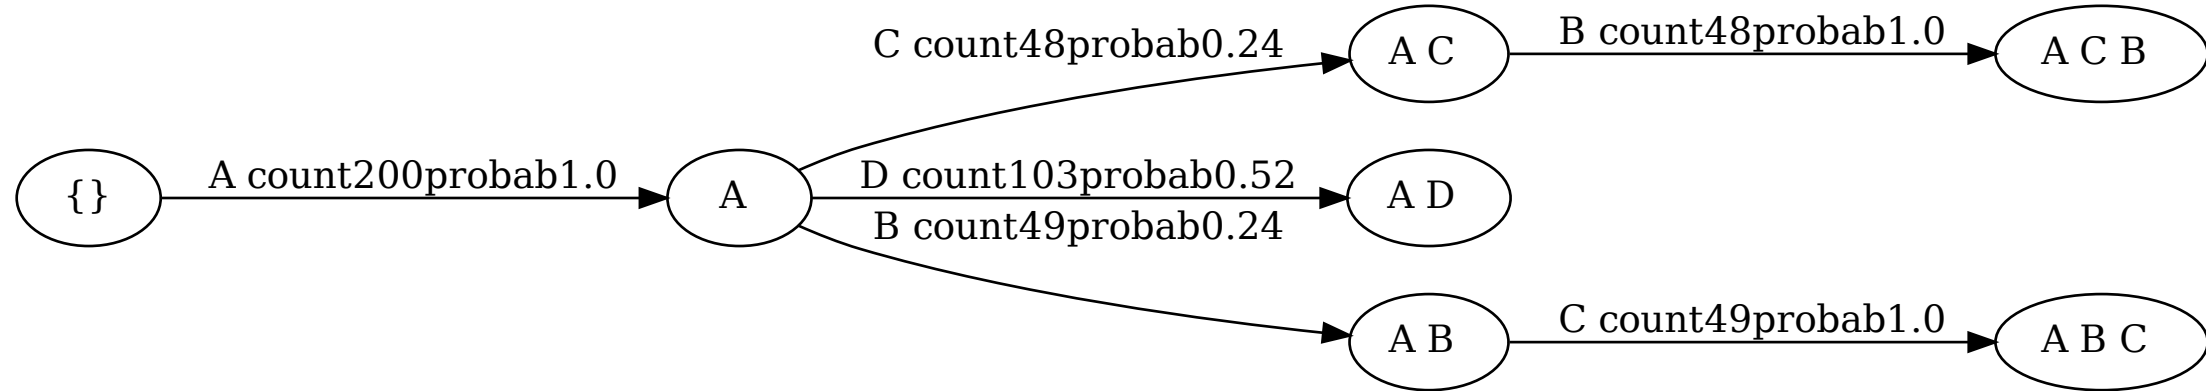 C count48probab0.24
A C
B count48probab1.0
A C B
{}
A count200probab1.0
A
D count103probab0.52
A D
B count49probab0.24
A B
C count49probab1.0
A B C